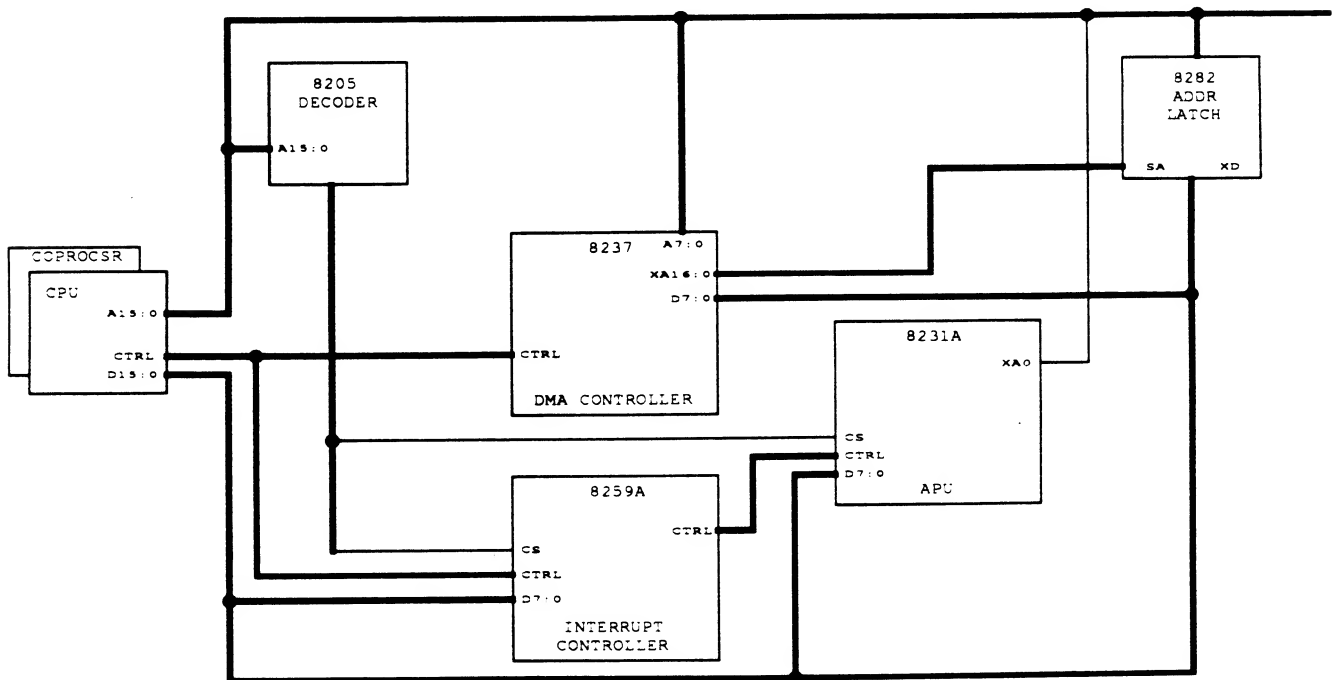 8205
DECODER
A15:0
8282
ADDR
LATCH
SA XD
COPROCSR
CPU
A15:0
CTRL
D15:0
8237
A7:0
XA16:0
D7:0
CTRL
DMA CONTROLLER
8231A
XA0
CS
CTRL
D7:0
APU
8259A
CTRL
CS
CTRL
D7:0
INTERRUPT
CONTROLLER